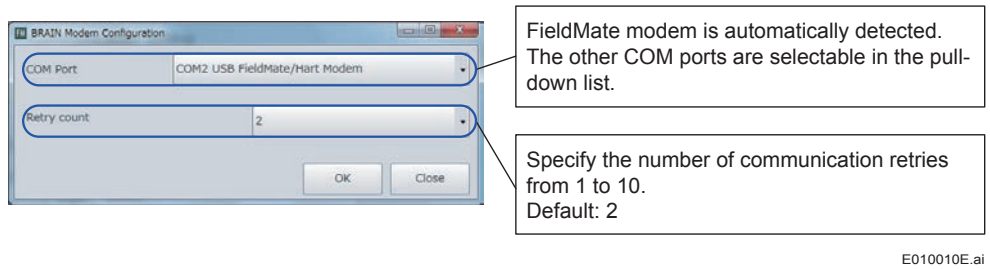 BRAIN Modem Configuration
COM Port
COM2 USB FieldMate/Hart Modem
Retry count
2
OK
Close
FieldMate modem is automatically detected.
The other COM ports are selectable in the pull-
down list.
Specify the number of communication retries
from 1 to 10.
Default: 2
E010010E.ai